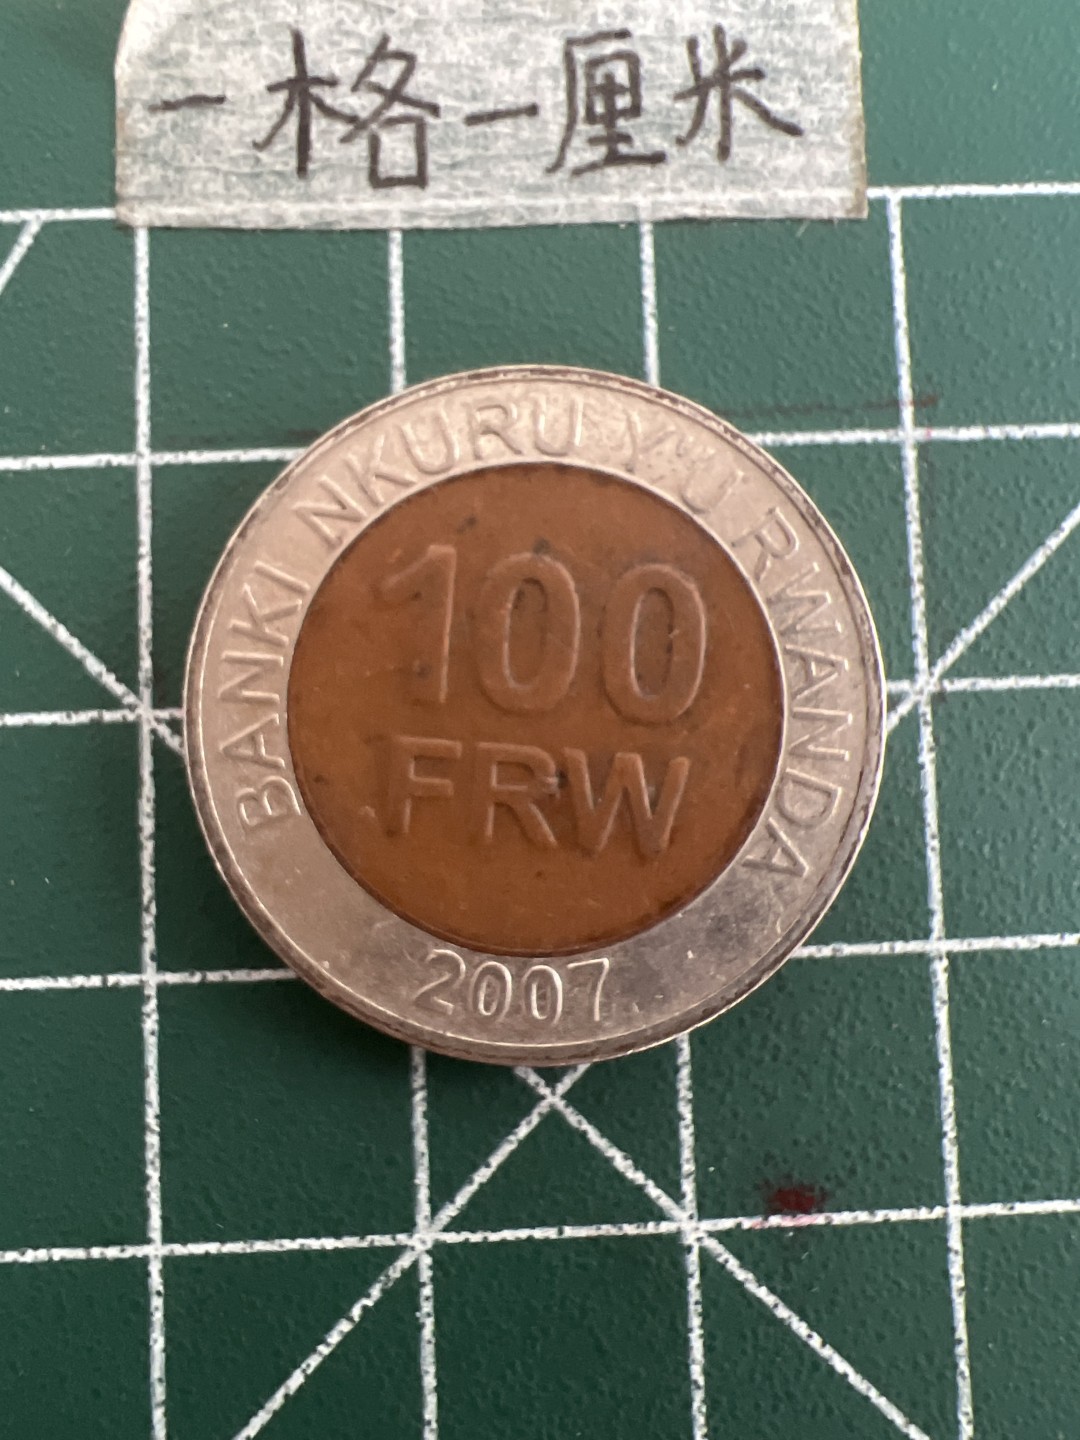 一格一厘米
BANKI NKURU Y'U RWANDA
100
FRW
2007